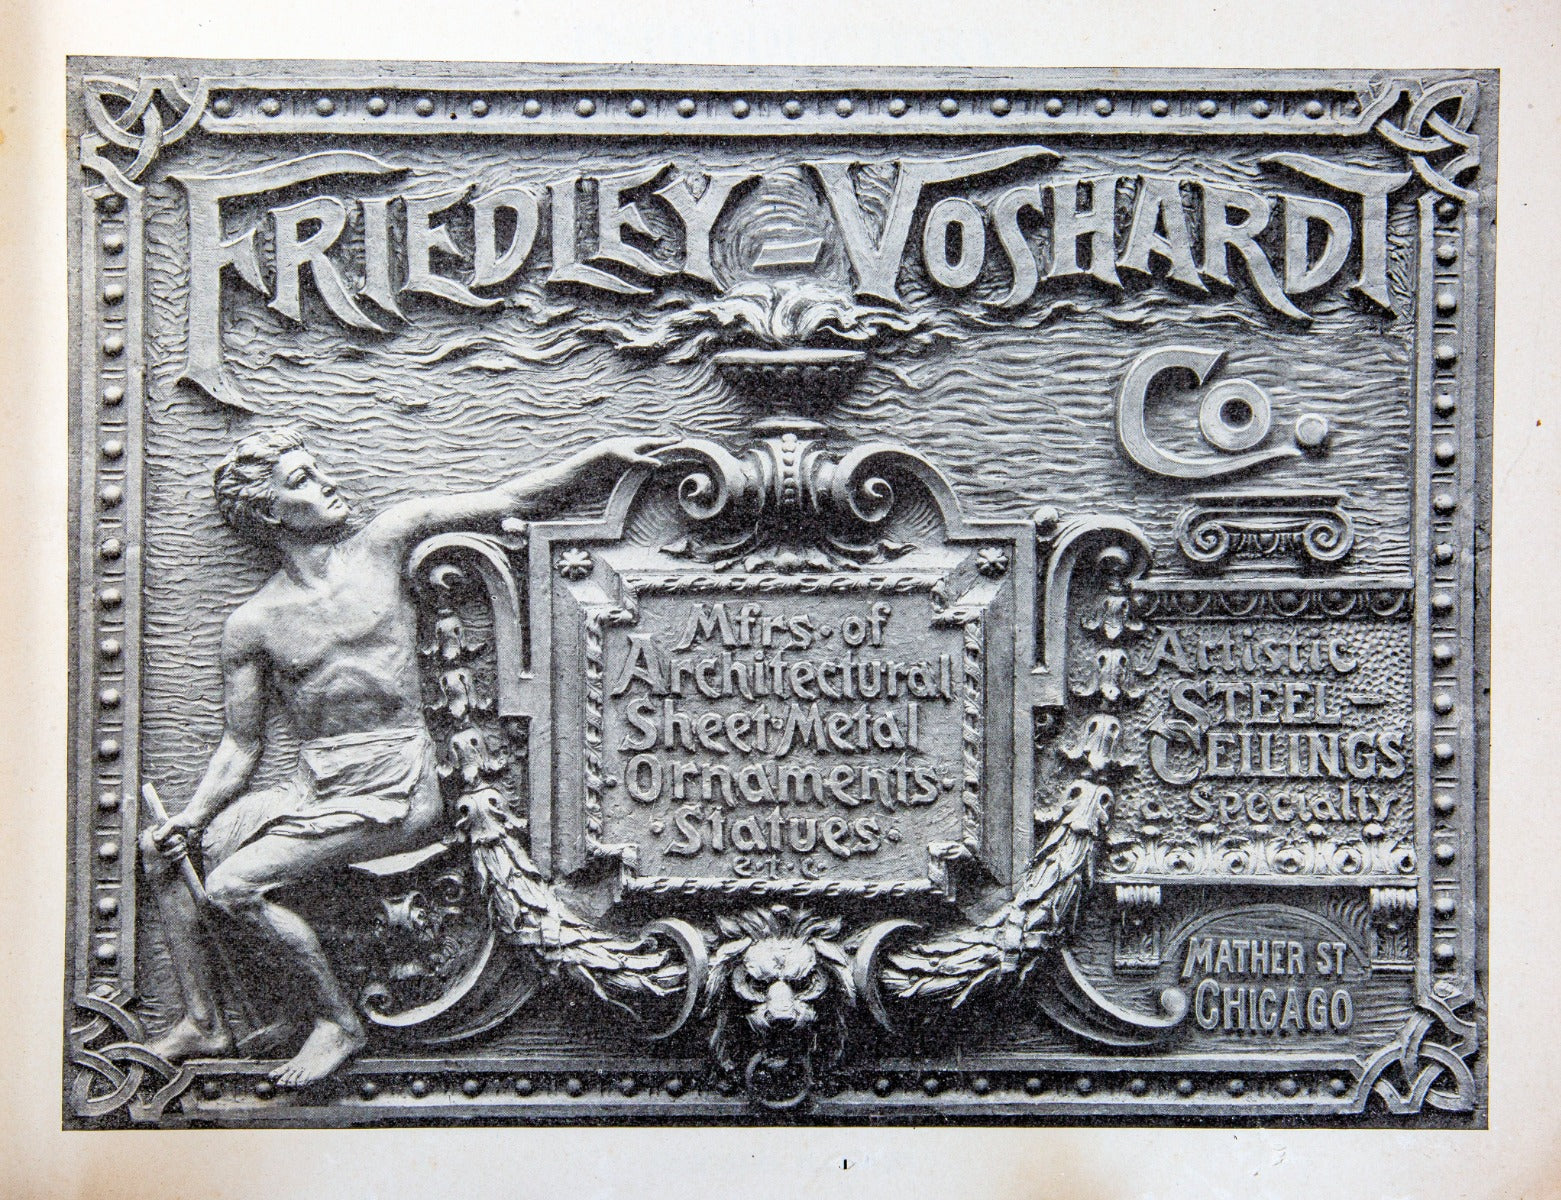 FRIEDLEY=VOSHARDT
Co.
Mfrs·of
Architectural
Sheet·Metal
·Ornaments·
·Statues·
etc
Artistic
STEEL-
CEILINGS
a Specialty
MATHER ST
CHICAGO